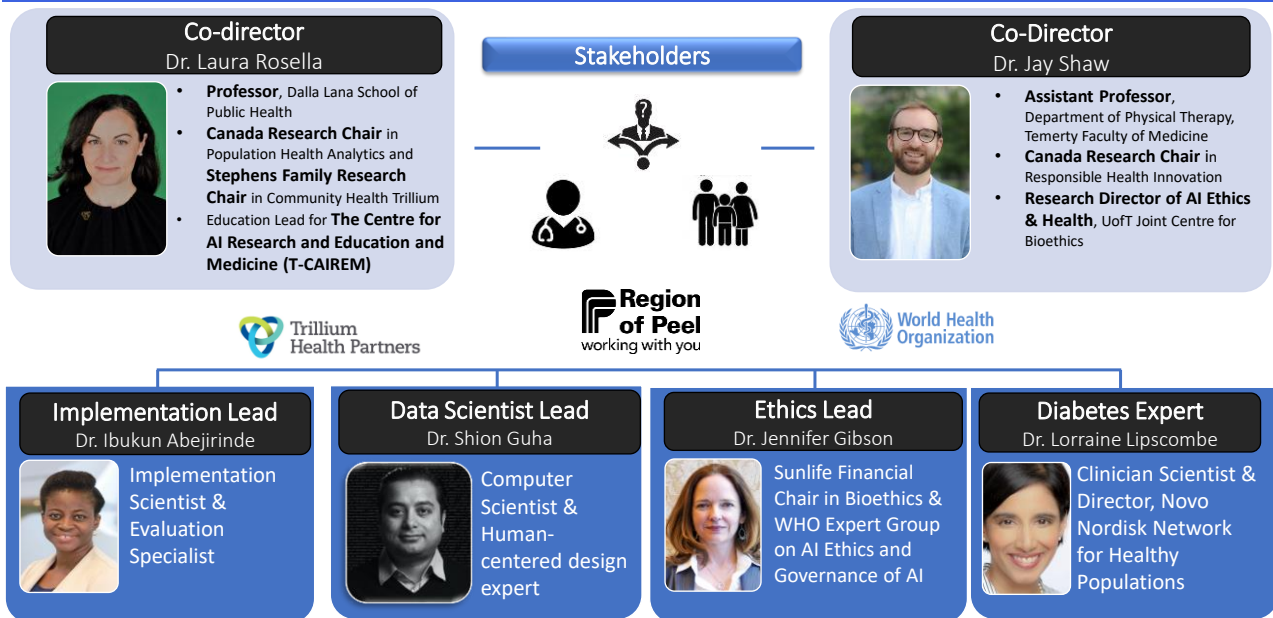 Co-director
Dr. Laura Rosella
• Professor, Dalla Lana School of
Public Health
• Canada Research Chair in
Population Health Analytics and
Stephens Family Research
Chair in Community Health Trillium
• Education Lead for The Centre for
AI Research and Education and
Medicine (T-CAIREM)
Stakeholders
?
Co-Director
Dr. Jay Shaw
• Assistant Professor,
Department of Physical Therapy,
Temerty Faculty of Medicine
• Canada Research Chair in
Responsible Health Innovation
• Research Director of AI Ethics
& Health, UofT Joint Centre for
Bioethics
Trillium
Health Partners
Region
of Peel
working with you
World Health
Organization
Implementation Lead
Dr. Ibukun Abejirinde
Implementation
Scientist &
Evaluation
Specialist
Data Scientist Lead
Dr. Shion Guha
Computer
Scientist &
Human-
centered design
expert
Ethics Lead
Dr. Jennifer Gibson
Sunlife Financial
Chair in Bioethics &
WHO Expert Group
on AI Ethics and
Governance of AI
Diabetes Expert
Dr. Lorraine Lipscombe
Clinician Scientist &
Director, Novo
Nordisk Network
for Healthy
Populations